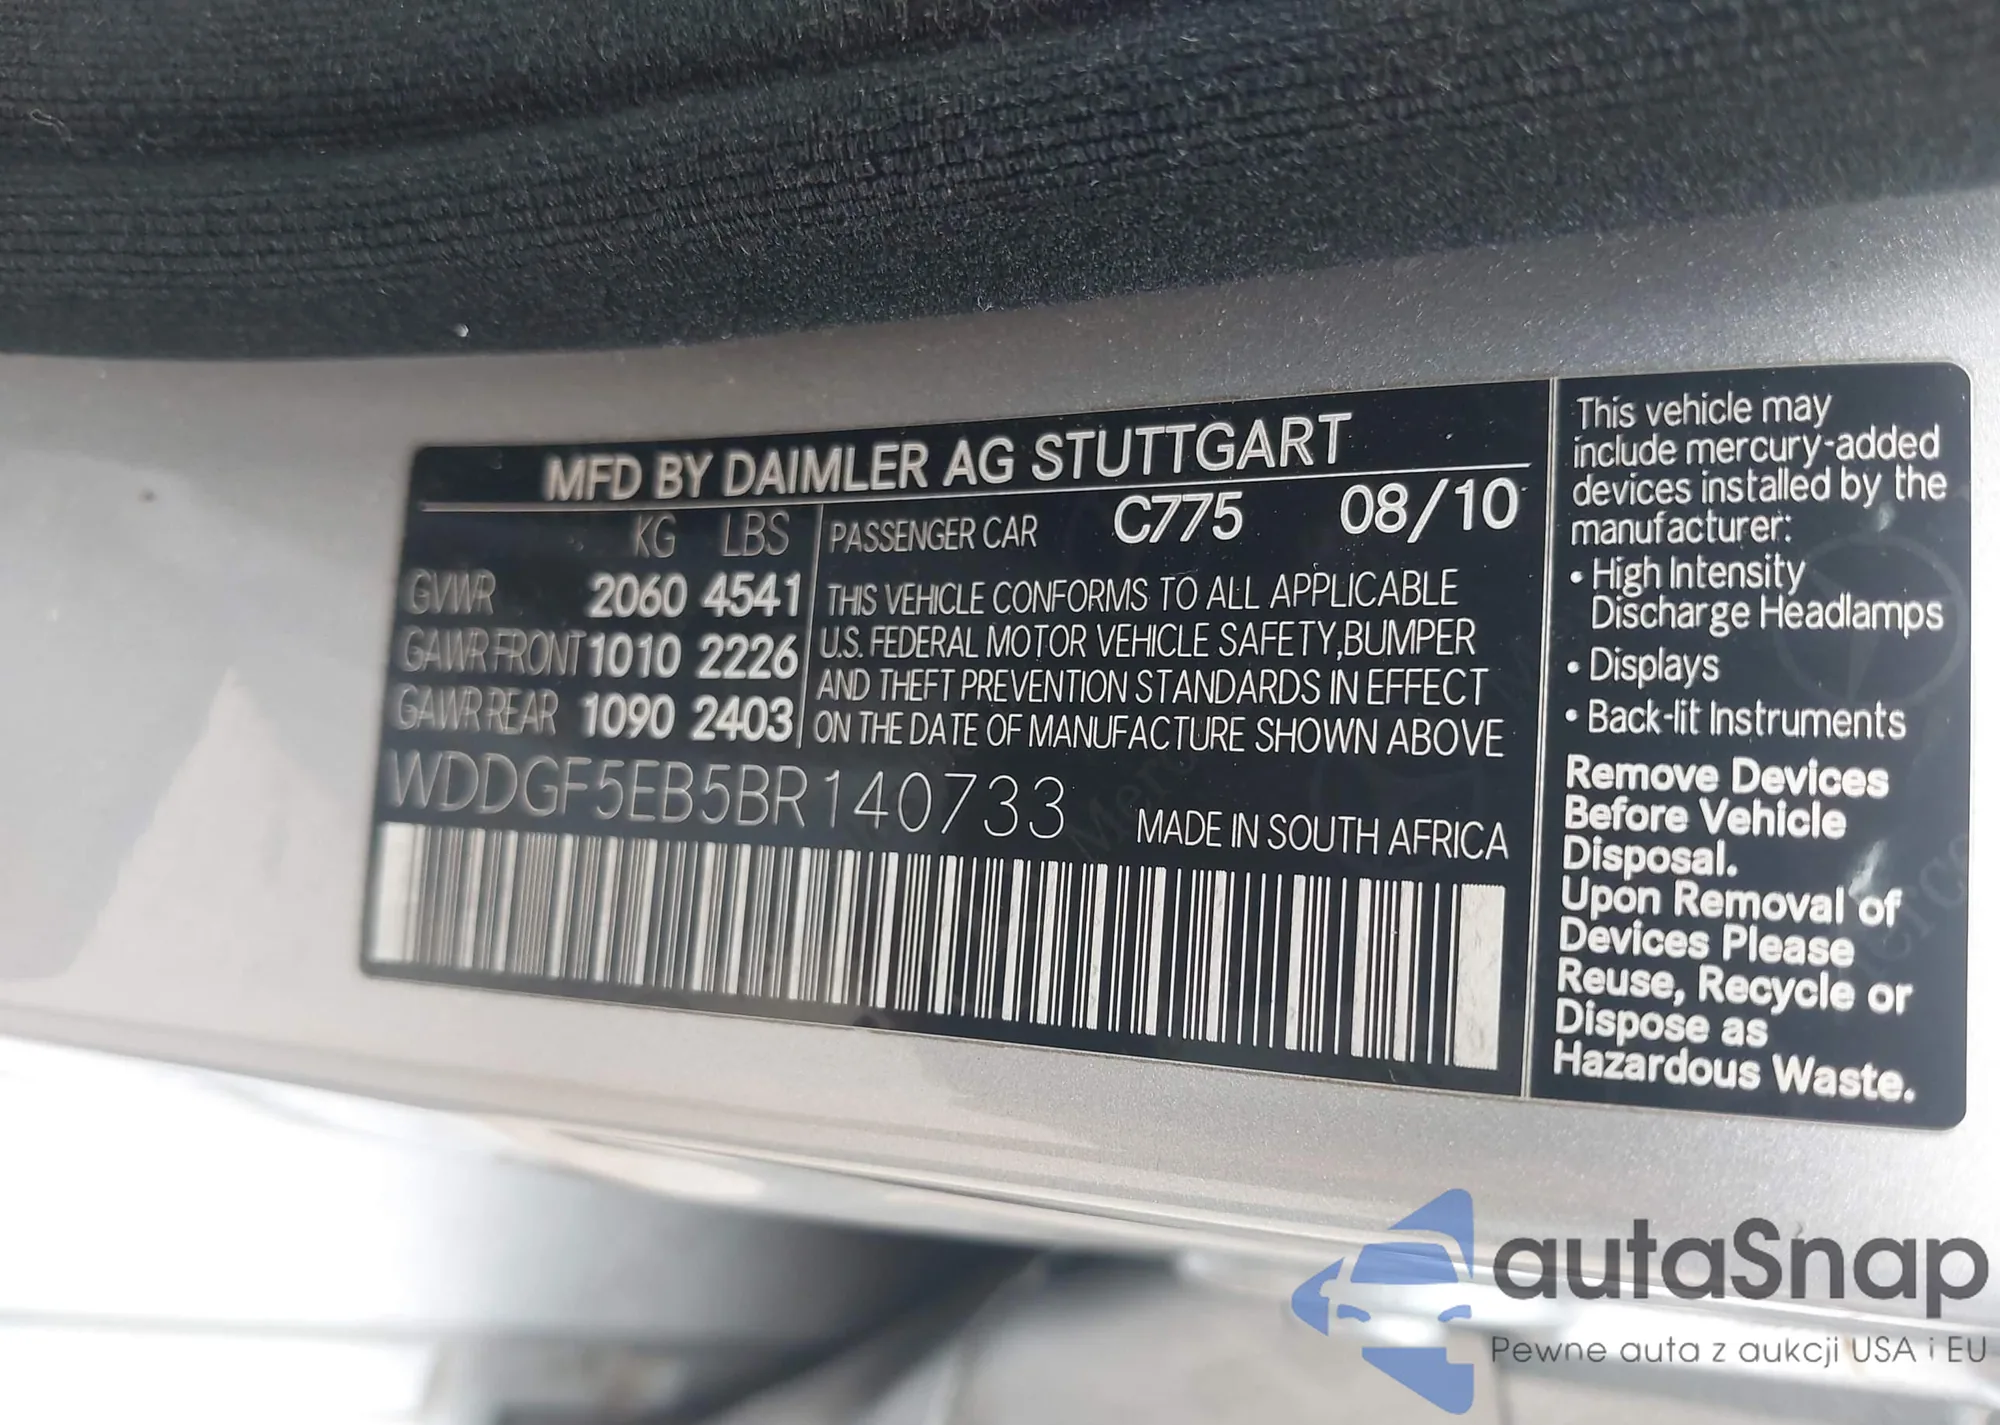 MFD BY DAIMLER AG STUTTGART
KG LBS
GVWR 2060 4541
GAWR FRONT 1010 2226
GAWR REAR 1090 2403
PASSENGER CAR C775 08/10
THIS VEHICLE CONFORMS TO ALL APPLICABLE
U.S. FEDERAL MOTOR VEHICLE SAFETY,BUMPER
AND THEFT PREVENTION STANDARDS IN EFFECT
ON THE DATE OF MANUFACTURE SHOWN ABOVE
WDDGF5EB5BR140733
MADE IN SOUTH AFRICA
This vehicle may
include mercury-added
devices installed by the
manufacturer:
• High Intensity
Discharge Headlamps
• Displays
• Back-lit Instruments
Remove Devices
Before Vehicle
Disposal.
Upon Removal of
Devices Please
Reuse, Recycle or
Dispose as
Hazardous Waste.
autaSnap
Pewne auta z aukcji USA i EU